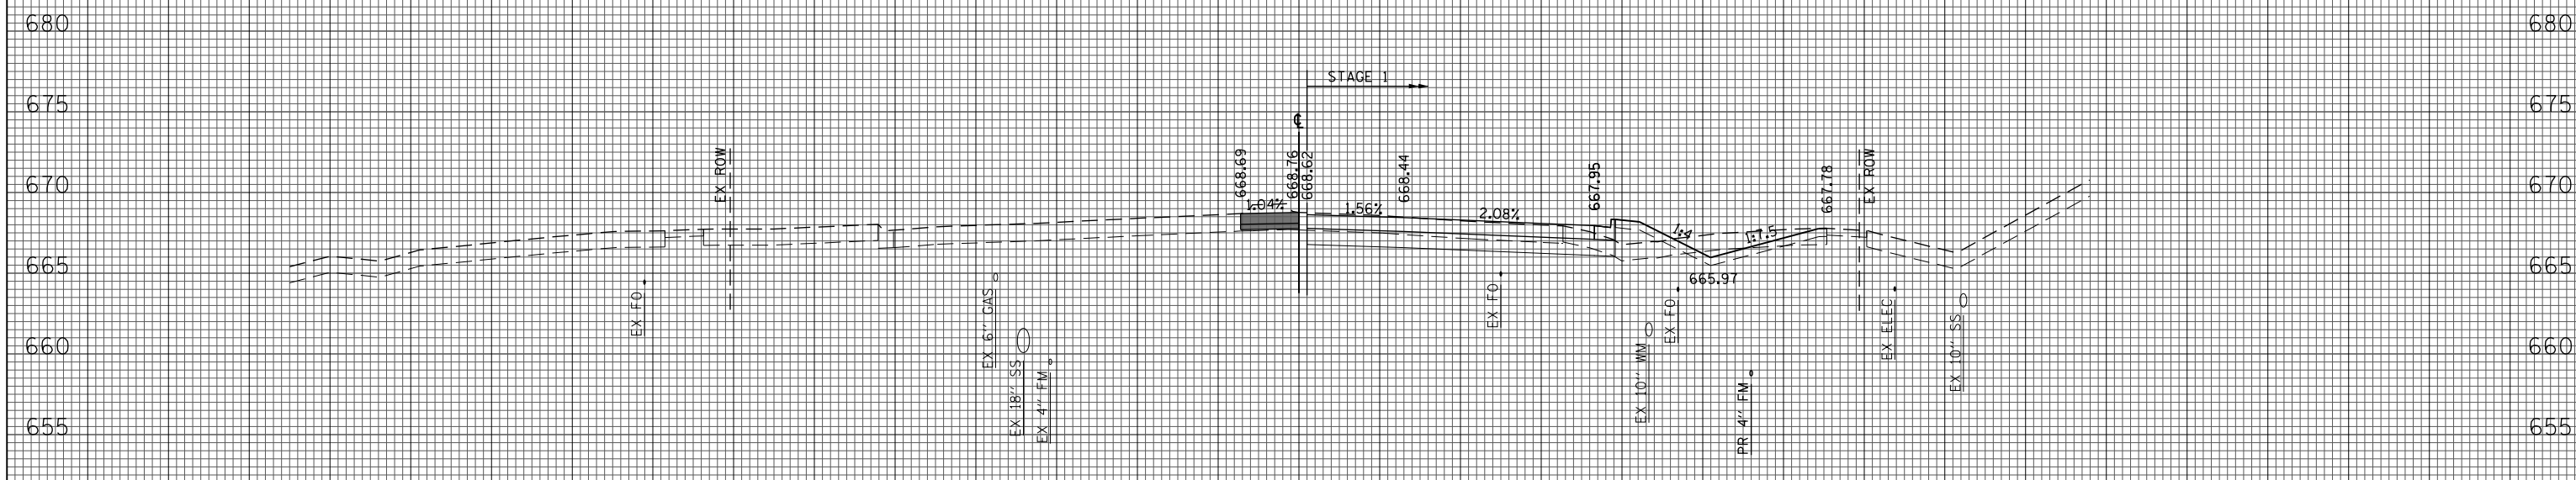 680
680
STAGE 1
675
675
℄
EX ROW
668.69
668.76
668.62
668.44
667.95
667.78
EX ROW
670
670
1.04%
1.56%
2.08%
1:4
1:7.5
665
665
665.97
EX FO
EX 6" GAS
EX 18" SS
EX 4" FM
EX FO
EX 10" WM
EX FO
PR 4" FM
EX ELEC
EX 10" SS
660
660
655
655